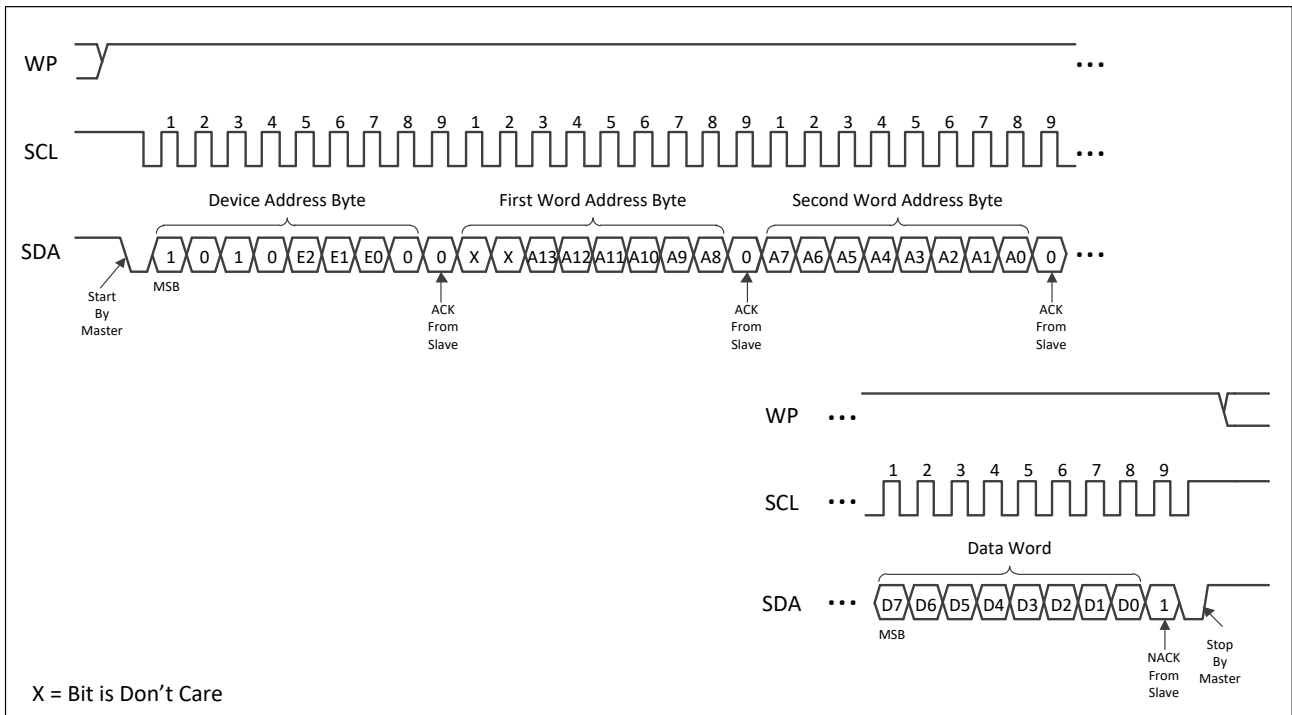 WP
•••
1 2 3 4 5 6 7 8 9 1 2 3 4 5 6 7 8 9 1 2 3 4 5 6 7 8 9
SCL
•••
Device Address Byte First Word Address Byte Second Word Address Byte
SDA
1 0 1 0 E2 E1 E0 0 0 X X A13 A12 A11 A10 A9 A8 0 A7 A6 A5 A4 A3 A2 A1 A0 0
•••
MSB
Start
By
Master
ACK
From
Slave
ACK
From
Slave
ACK
From
Slave
WP •••
1 2 3 4 5 6 7 8 9
SCL •••
Data Word
SDA ••• D7 D6 D5 D4 D3 D2 D1 D0 1
MSB
NACK
From
Slave
Stop
By
Master
X = Bit is Don’t Care